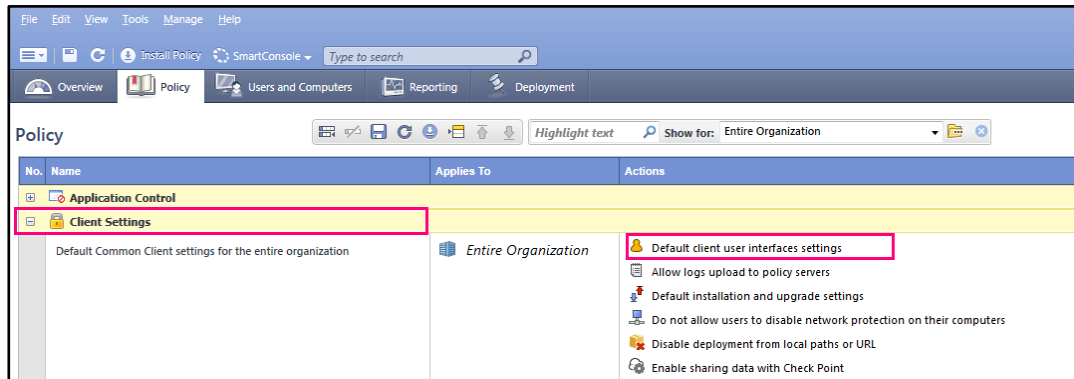 File Edit View Tools Manage Help
Install Policy SmartConsole Type to search
Overview Policy Users and Computers Reporting Deployment
Policy Highlight text Show for: Entire Organization
No. Name Applies To Actions
Application Control
Client Settings
Default Common Client settings for the entire organization Entire Organization Default client user interfaces settings
Allow logs upload to policy servers
Default installation and upgrade settings
Do not allow users to disable network protection on their computers
Disable deployment from local paths or URL
Enable sharing data with Check Point